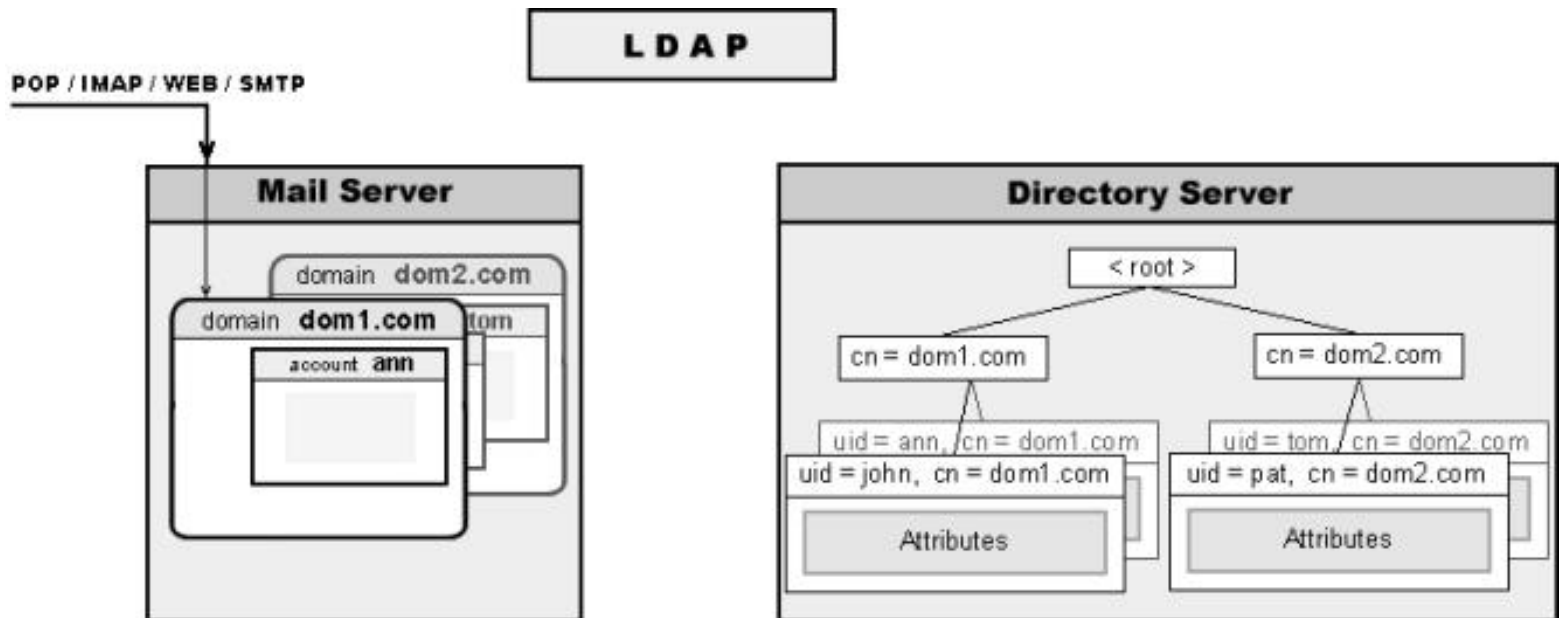 L D A P
POP / IMAP / WEB / SMTP
Mail Server
domain dom2.com
domain dom1.com
tom
account ann
Directory Server
< root >
cn = dom1.com
cn = dom2.com
uid = ann, cn = dom1.com
uid = tom, cn = dom2.com
uid = john, cn = dom1.com
uid = pat, cn = dom2.com
Attributes
Attributes